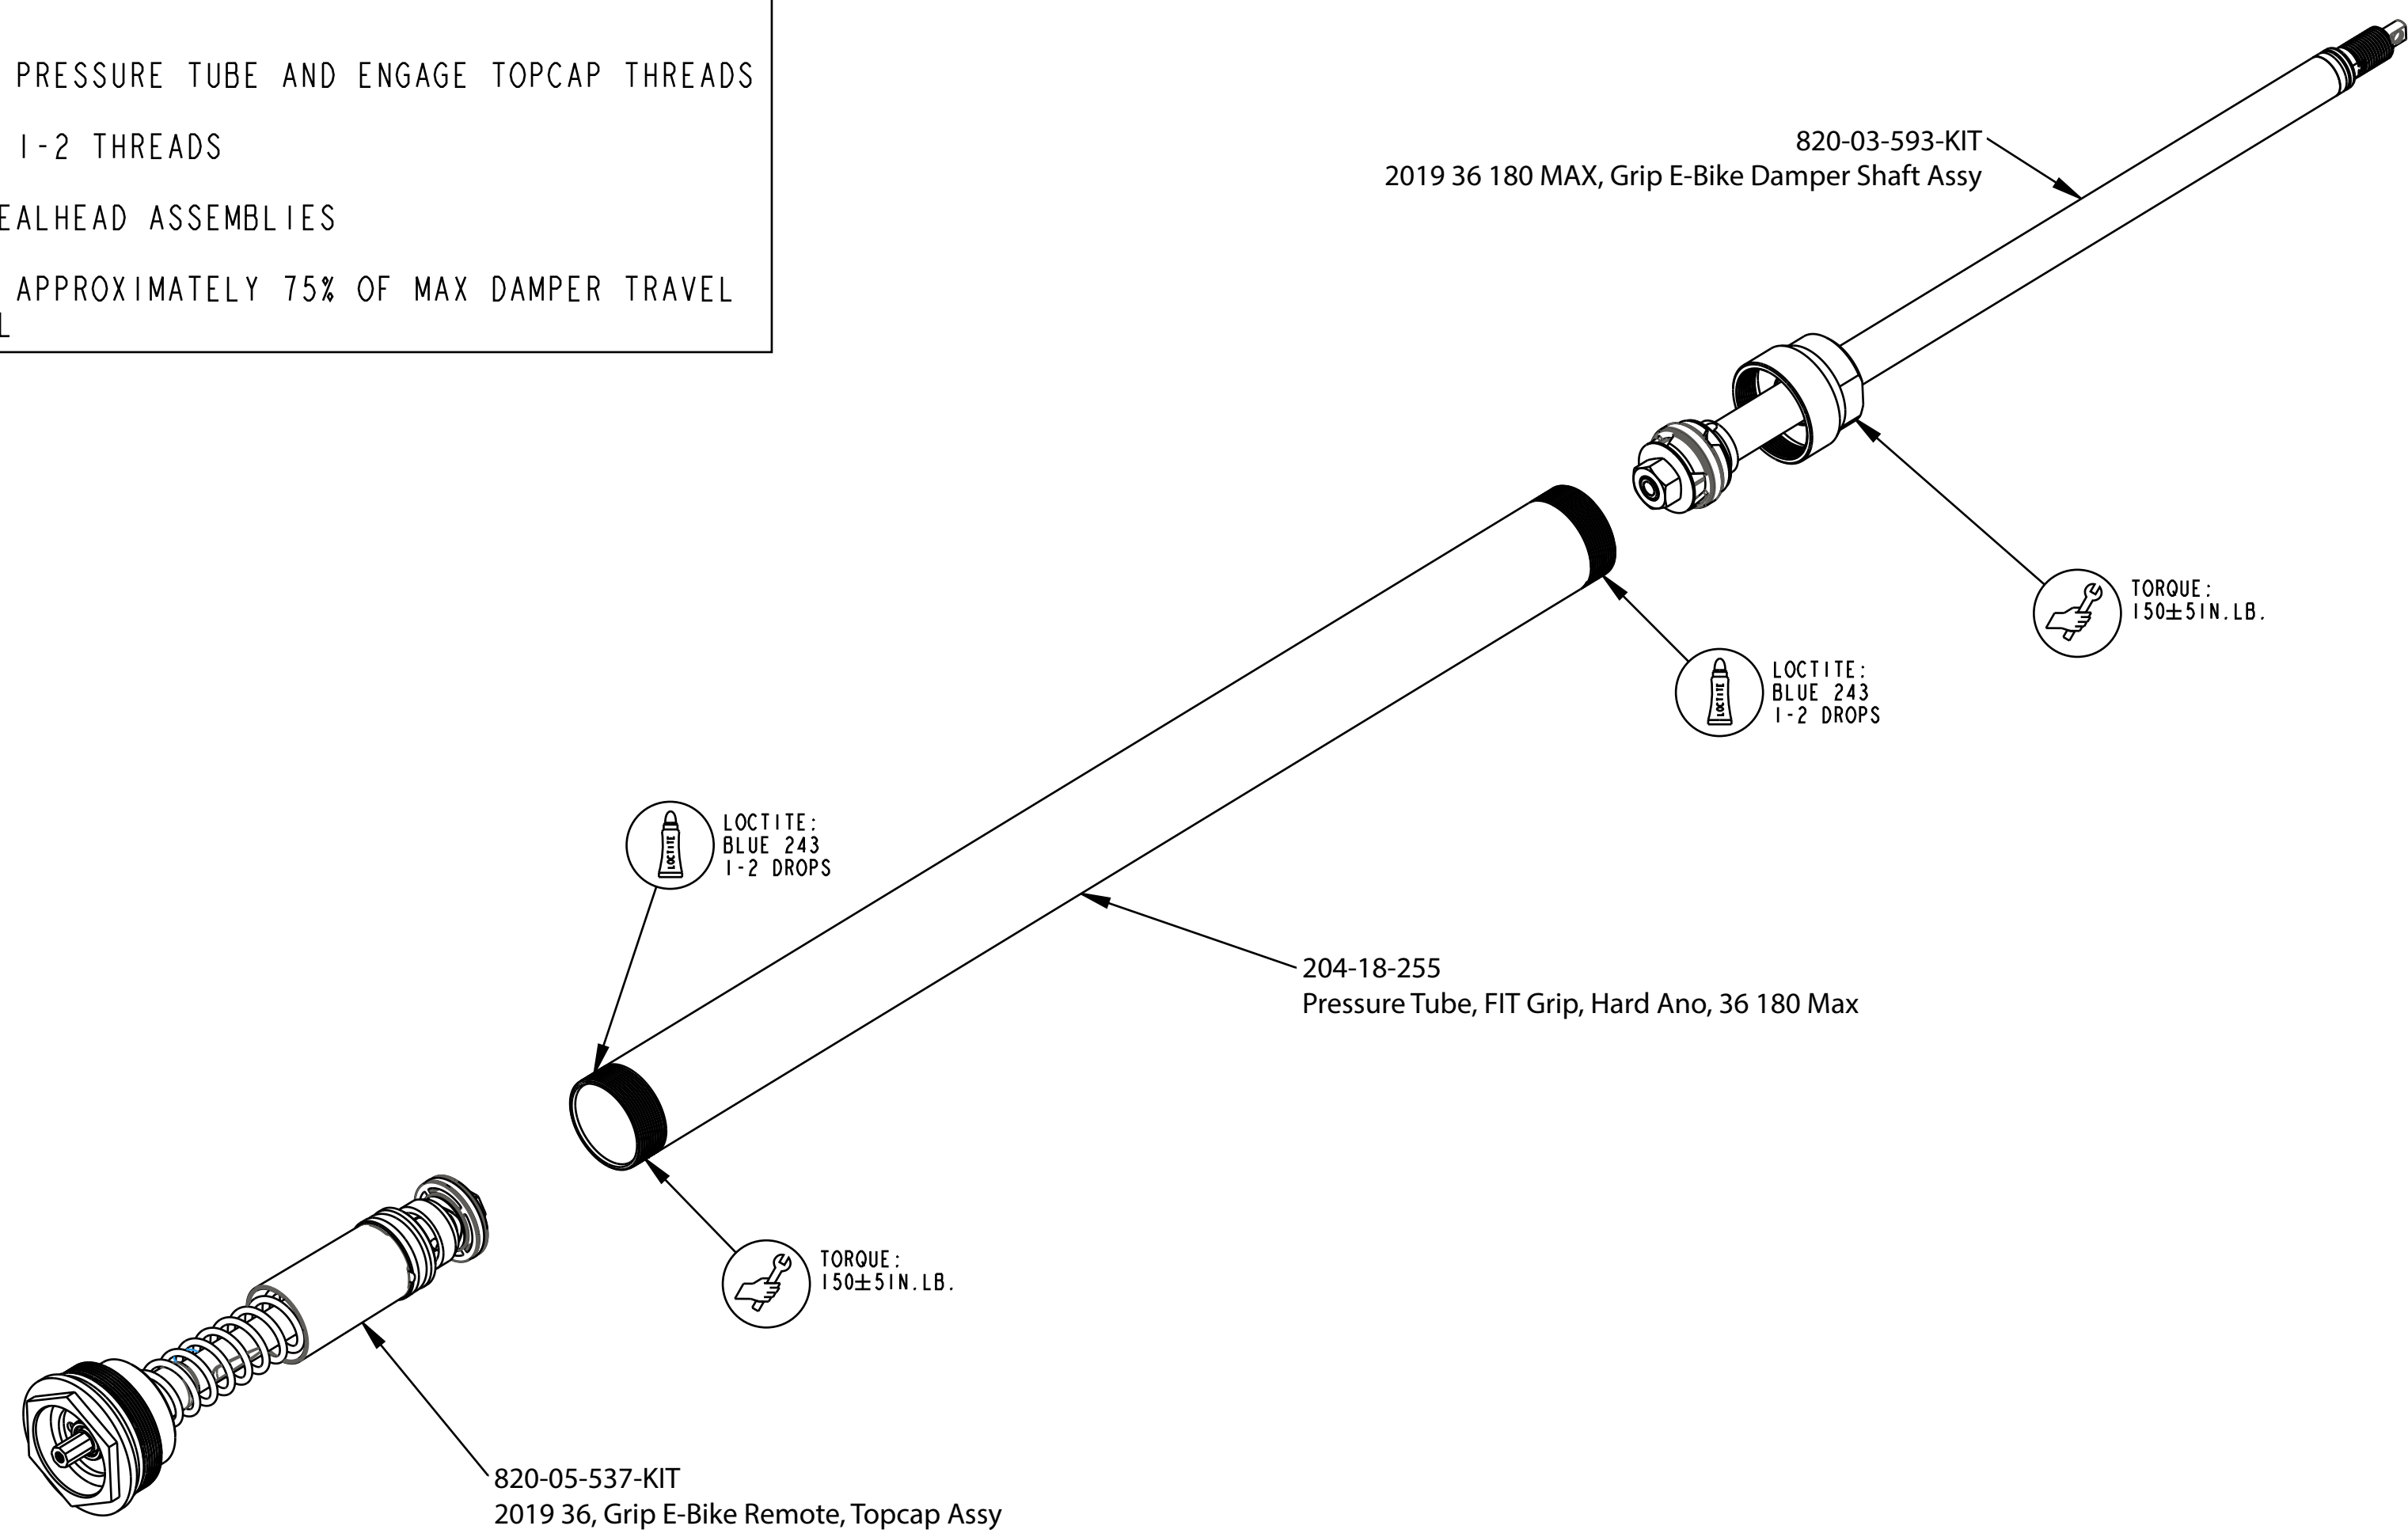 PRESSURE TUBE AND ENGAGE TOPCAP THREADS
1-2 THREADS
EALHEAD ASSEMBLIES
APPROXIMATELY 75% OF MAX DAMPER TRAVEL
L
820-03-593-KIT
2019 36 180 MAX, Grip E-Bike Damper Shaft Assy
TORQUE:
150±5IN.LB.
LOCTITE:
BLUE 243
1-2 DROPS
LOCTITE
LOCTITE:
BLUE 243
1-2 DROPS
LOCTITE
204-18-255
Pressure Tube, FIT Grip, Hard Ano, 36 180 Max
TORQUE:
150±5IN.LB.
820-05-537-KIT
2019 36, Grip E-Bike Remote, Topcap Assy